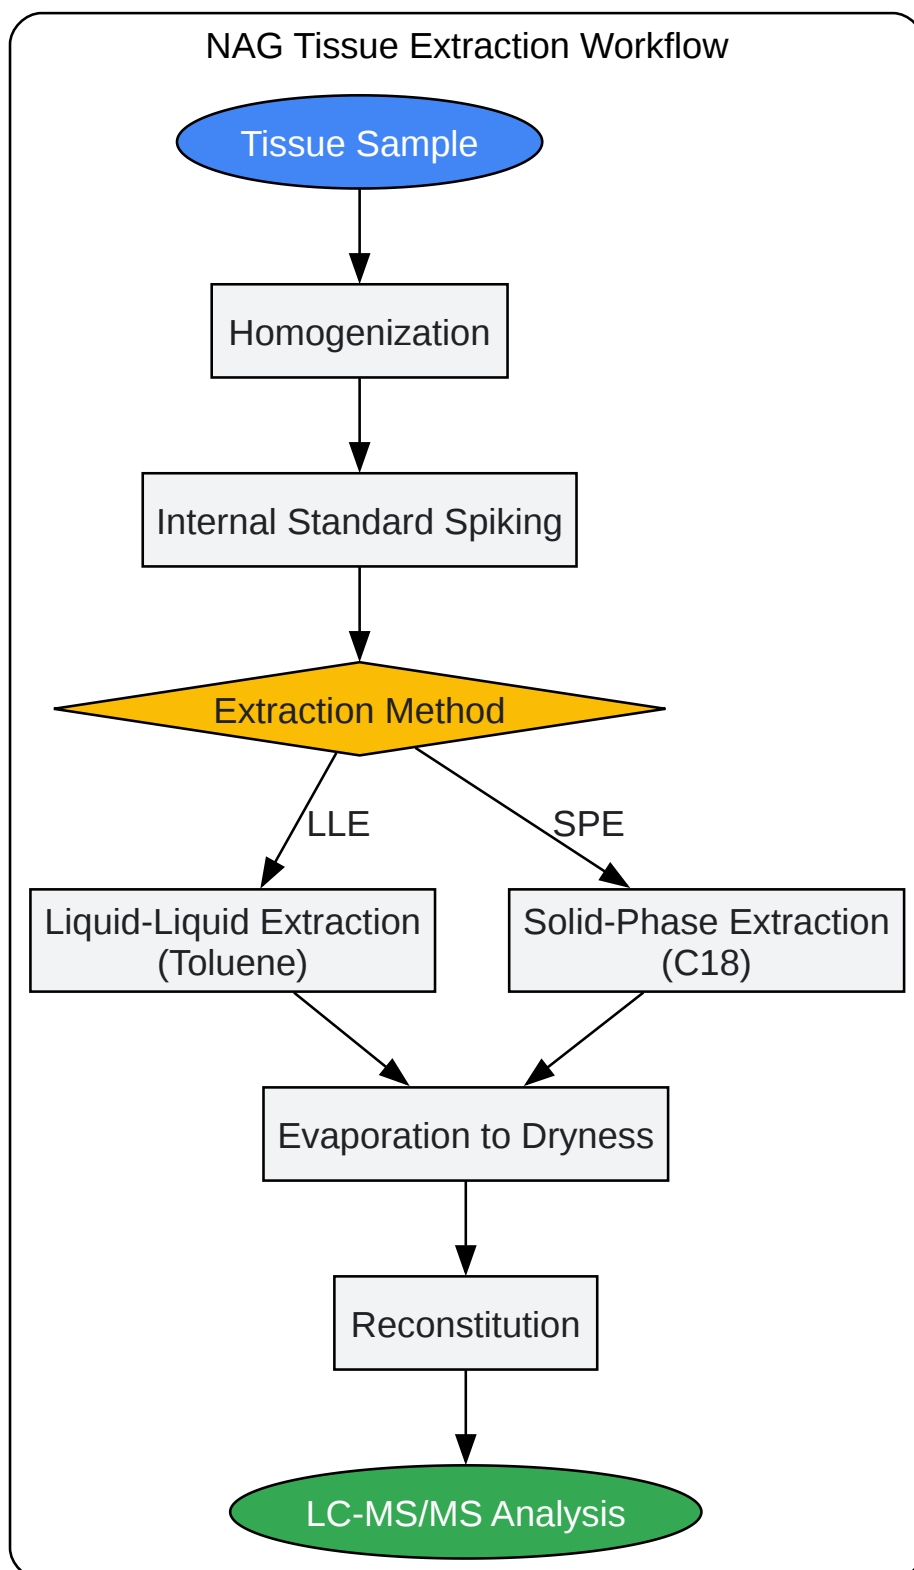 NAG Tissue Extraction Workflow
Tissue Sample
Homogenization
Internal Standard Spiking
Extraction Method
LLE
SPE
Liquid-Liquid Extraction
(Toluene)
Solid-Phase Extraction
(C18)
Evaporation to Dryness
Reconstitution
LC-MS/MS Analysis